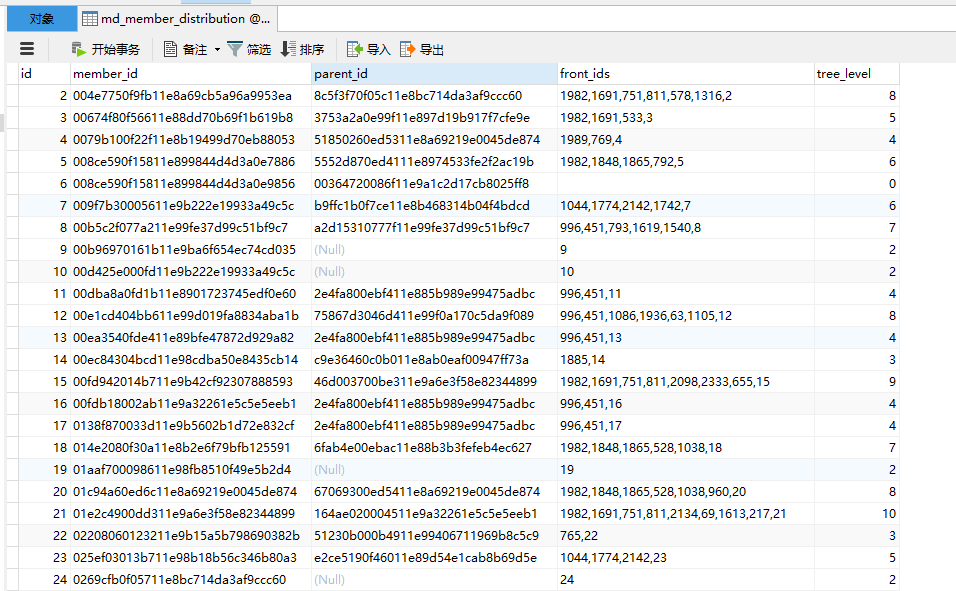 对象 md_member_distribution @...
开始事务 备注 筛选 排序 导入 导出
id member_id parent_id front_ids tree_level
2 004e7750f9fb11e8a69cb5a96a9953ea 8c5f3f70f05c11e8bc714da3af9ccc60 1982,1691,751,811,578,1316,2 8
3 00674f80f56611e88dd70b69f1b619b8 3753a2a0e99f11e897d19b917f7cfe9e 1982,1691,533,3 5
4 0079b100f22f11e8b19499d70eb88053 51850260ed5311e8a69219e0045de874 1989,769,4 4
5 008ce590f15811e899844d4d3a0e7886 5552d870ed4111e8974533fe2f2ac19b 1982,1848,1865,792,5 6
6 008ce590f15811e899844d4d3a0e9856 00364720086f11e9a1c2d17cb8025ff8 0
7 009f7b30005611e9b222e19933a49c5c b9ffc1b0f7ce11e8b468314b04f4bdcd 1044,1774,2142,1742,7 6
8 00b5c2f077a211e99fe37d99c51bf9c7 a2d15310777f11e99fe37d99c51bf9c7 996,451,793,1619,1540,8 7
9 00b96970161b11e9ba6f654ec74cd035 (Null) 9 2
10 00d425e000fd11e9b222e19933a49c5c (Null) 10 2
11 00dba8a0fd1b11e8901723745edf0e60 2e4fa800ebf411e885b989e99475adbc 996,451,11 4
12 00e1cd404bb611e99d019fa8834aba1b 75867d3046d411e99f0a170c5da9f089 996,451,1086,1936,63,1105,12 8
13 00ea3540fde411e89bfe47872d929a82 2e4fa800ebf411e885b989e99475adbc 996,451,13 4
14 00ec84304bcd11e98cdba50e8435cb14 c9e36460c0b011e8ab0eaf00947ff73a 1885,14 3
15 00fd942014b711e9b42cf92307888593 46d003700be311e9a6e3f58e82344899 1982,1691,751,811,2098,2333,655,15 9
16 00fdb18002ab11e9a32261e5c5e5eeb1 2e4fa800ebf411e885b989e99475adbc 996,451,16 4
17 0138f870033d11e9b5602b1d72e832cf 2e4fa800ebf411e885b989e99475adbc 996,451,17 4
18 014e2080f30a11e8b2e6f79bfb125591 6fab4e00ebac11e88b3b3fefeb4ec627 1982,1848,1865,528,1038,18 7
19 01aaf700098611e98fb8510f49e5b2d4 (Null) 19 2
20 01c94a60ed6c11e8a69219e0045de874 67069300ed5411e8a69219e0045de874 1982,1848,1865,528,1038,960,20 8
21 01e2c4900dd311e9a6e3f58e82344899 164ae020004511e9a32261e5c5e5eeb1 1982,1691,751,811,2134,69,1613,217,21 10
22 02208060123211e9b15a5b798690382b 51230b000b4911e99406711969b8c5c9 765,22 3
23 025ef03013b711e98b18b56c346b80a3 e2ce5190f46011e89d54e1cab8b69d5e 1044,1774,2142,23 5
24 0269cfb0f05711e8bc714da3af9ccc60 (Null) 24 2